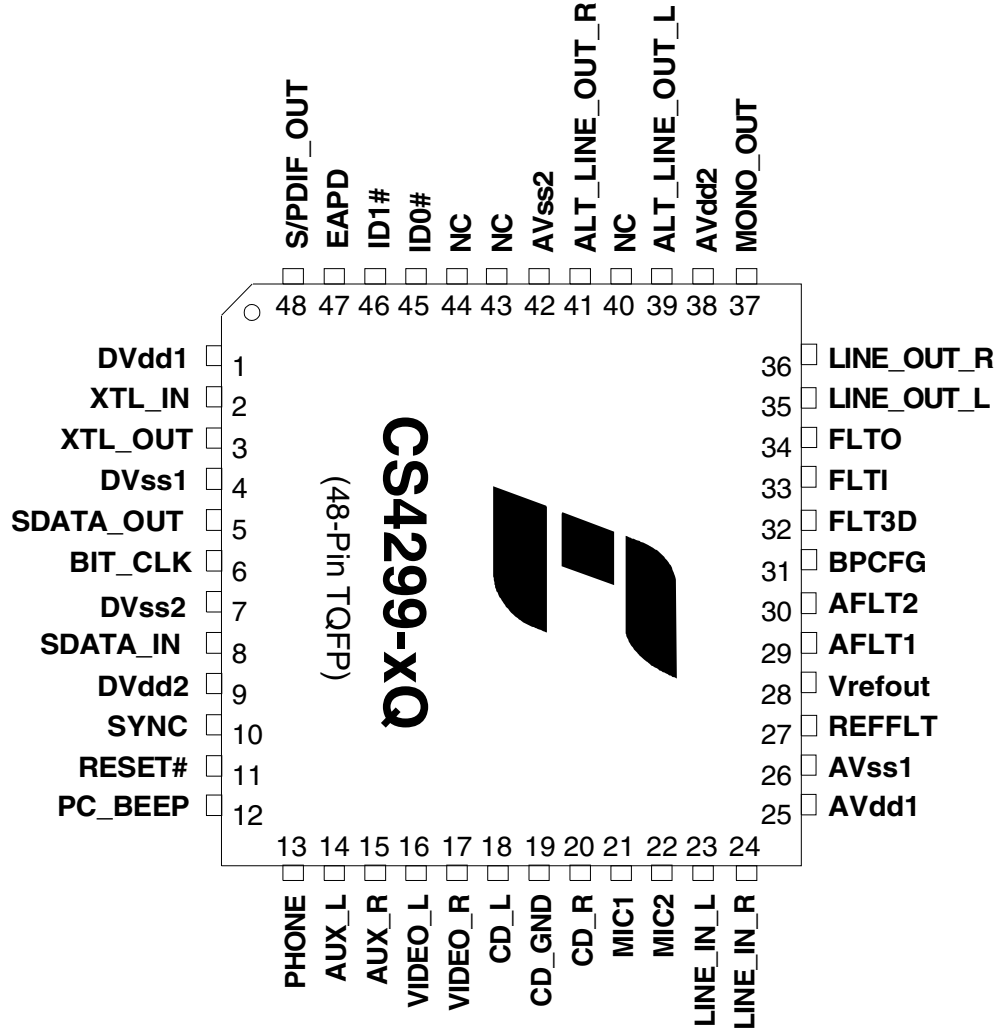 S/PDIF_OUT
EAPD
ID1#
ID0#
NC
NC
AVss2
ALT_LINE_OUT_R
NC
ALT_LINE_OUT_L
AVdd2
MONO_OUT
48 47 46 45 44 43 42 41 40 39 38 37
DVdd1 1
XTL_IN 2
XTL_OUT 3
DVss1 4
SDATA_OUT 5
BIT_CLK 6
DVss2 7
SDATA_IN 8
DVdd2 9
SYNC 10
RESET# 11
PC_BEEP 12
CS4299-xQ
(48-Pin TQFP)
36 LINE_OUT_R
35 LINE_OUT_L
34 FLTO
33 FLTI
32 FLT3D
31 BPCFG
30 AFLT2
29 AFLT1
28 Vrefout
27 REFFLT
26 AVss1
25 AVdd1
13 14 15 16 17 18 19 20 21 22 23 24
PHONE
AUX_L
AUX_R
VIDEO_L
VIDEO_R
CD_L
CD_GND
CD_R
MIC1
MIC2
LINE_IN_L
LINE_IN_R